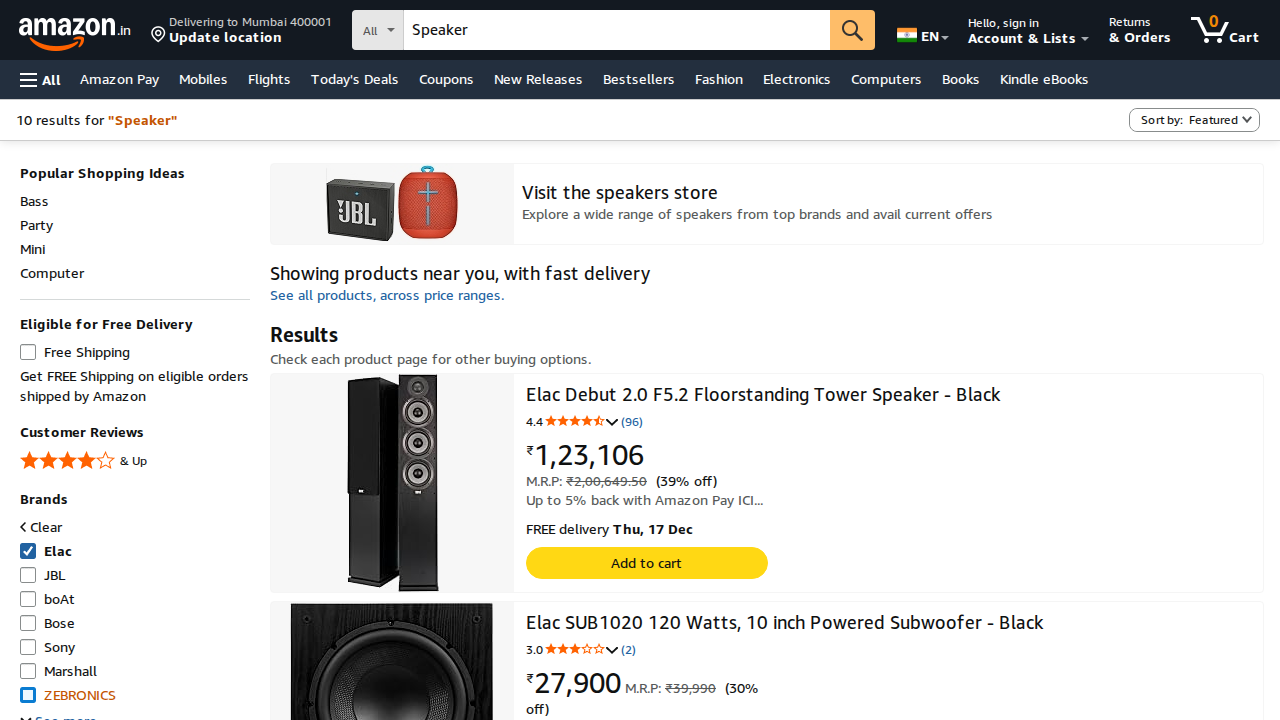 amazon.in
Delivering to Mumbai 400001
Update location
All
Speaker
EN
Hello, sign in
Account & Lists
Returns
& Orders
0
Cart
All
Amazon Pay
Mobiles
Flights
Today's Deals
Coupons
New Releases
Bestsellers
Fashion
Electronics
Computers
Books
Kindle eBooks
10 results for "Speaker"
Sort by: Featured
Popular Shopping Ideas
Bass
Party
Mini
Computer
Eligible for Free Delivery
Free Shipping
Get FREE Shipping on eligible orders
shipped by Amazon
Customer Reviews
& Up
Brands
Clear
Elac
JBL
boAt
Bose
Sony
Marshall
ZEBRONICS
See more
JBL
Visit the speakers store
Explore a wide range of speakers from top brands and avail current offers
Showing products near you, with fast delivery
See all products, across price ranges.
Results
Check each product page for other buying options.
Elac Debut 2.0 F5.2 Floorstanding Tower Speaker - Black
4.4 (96)
₹1,23,106
M.R.P: ₹2,00,649.50 (39% off)
Up to 5% back with Amazon Pay ICI…
FREE delivery Thu, 17 Dec
Add to cart
Elac SUB1020 120 Watts, 10 inch Powered Subwoofer - Black
3.0 (2)
₹27,900 M.R.P: ₹39,990 (30%
off)